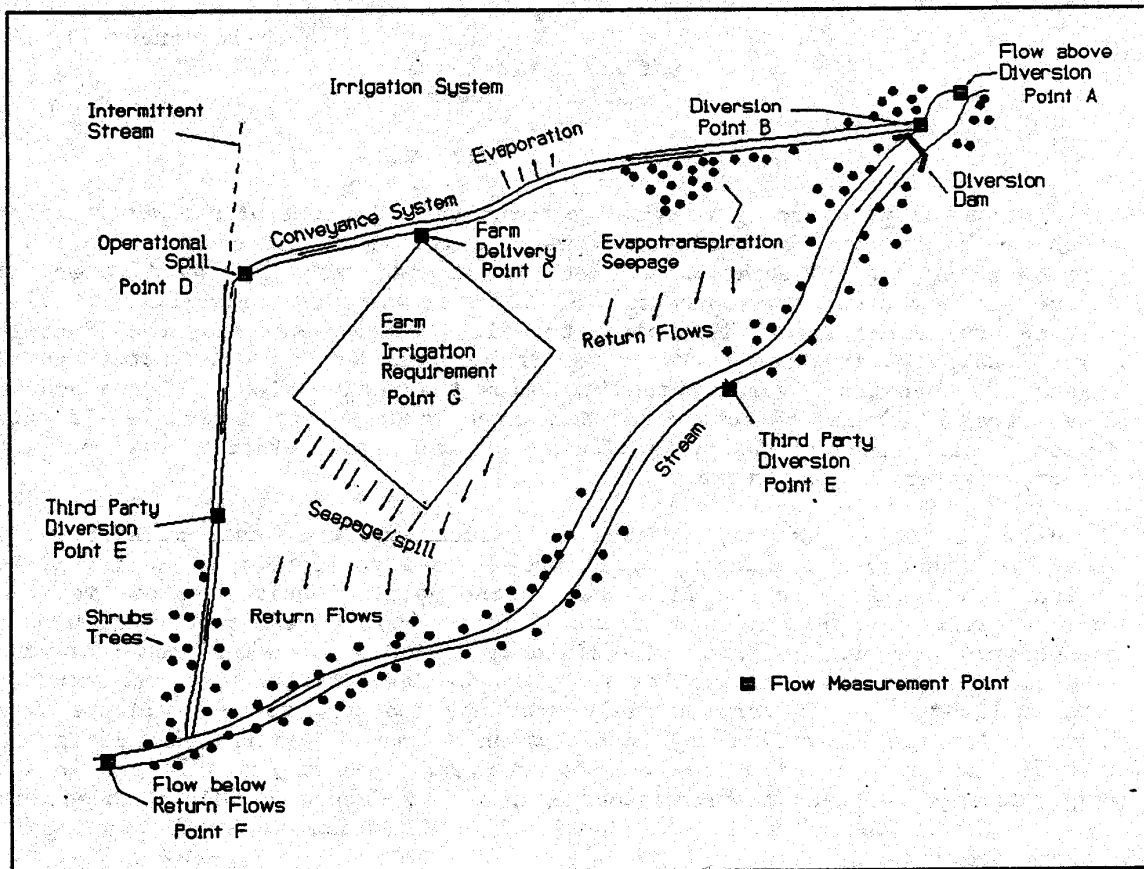 Flow above
Diversion
Point A
Irrigation System
Intermittent
Stream
Diversion
Point B
Evaporation
Diversion
Dam
Conveyance System
Farm
Delivery
Point C
Operational
Spill
Point D
Evapotranspiration
Seepage
Return Flows
Farm
Irrigation
Requirement
Point G
Stream
Third Party
Diversion
Point E
Third Party
Diversion
Point E
Seepage/spill
Return Flows
Shrubs
Trees
Flow Measurement Point
Flow below
Return Flows
Point F